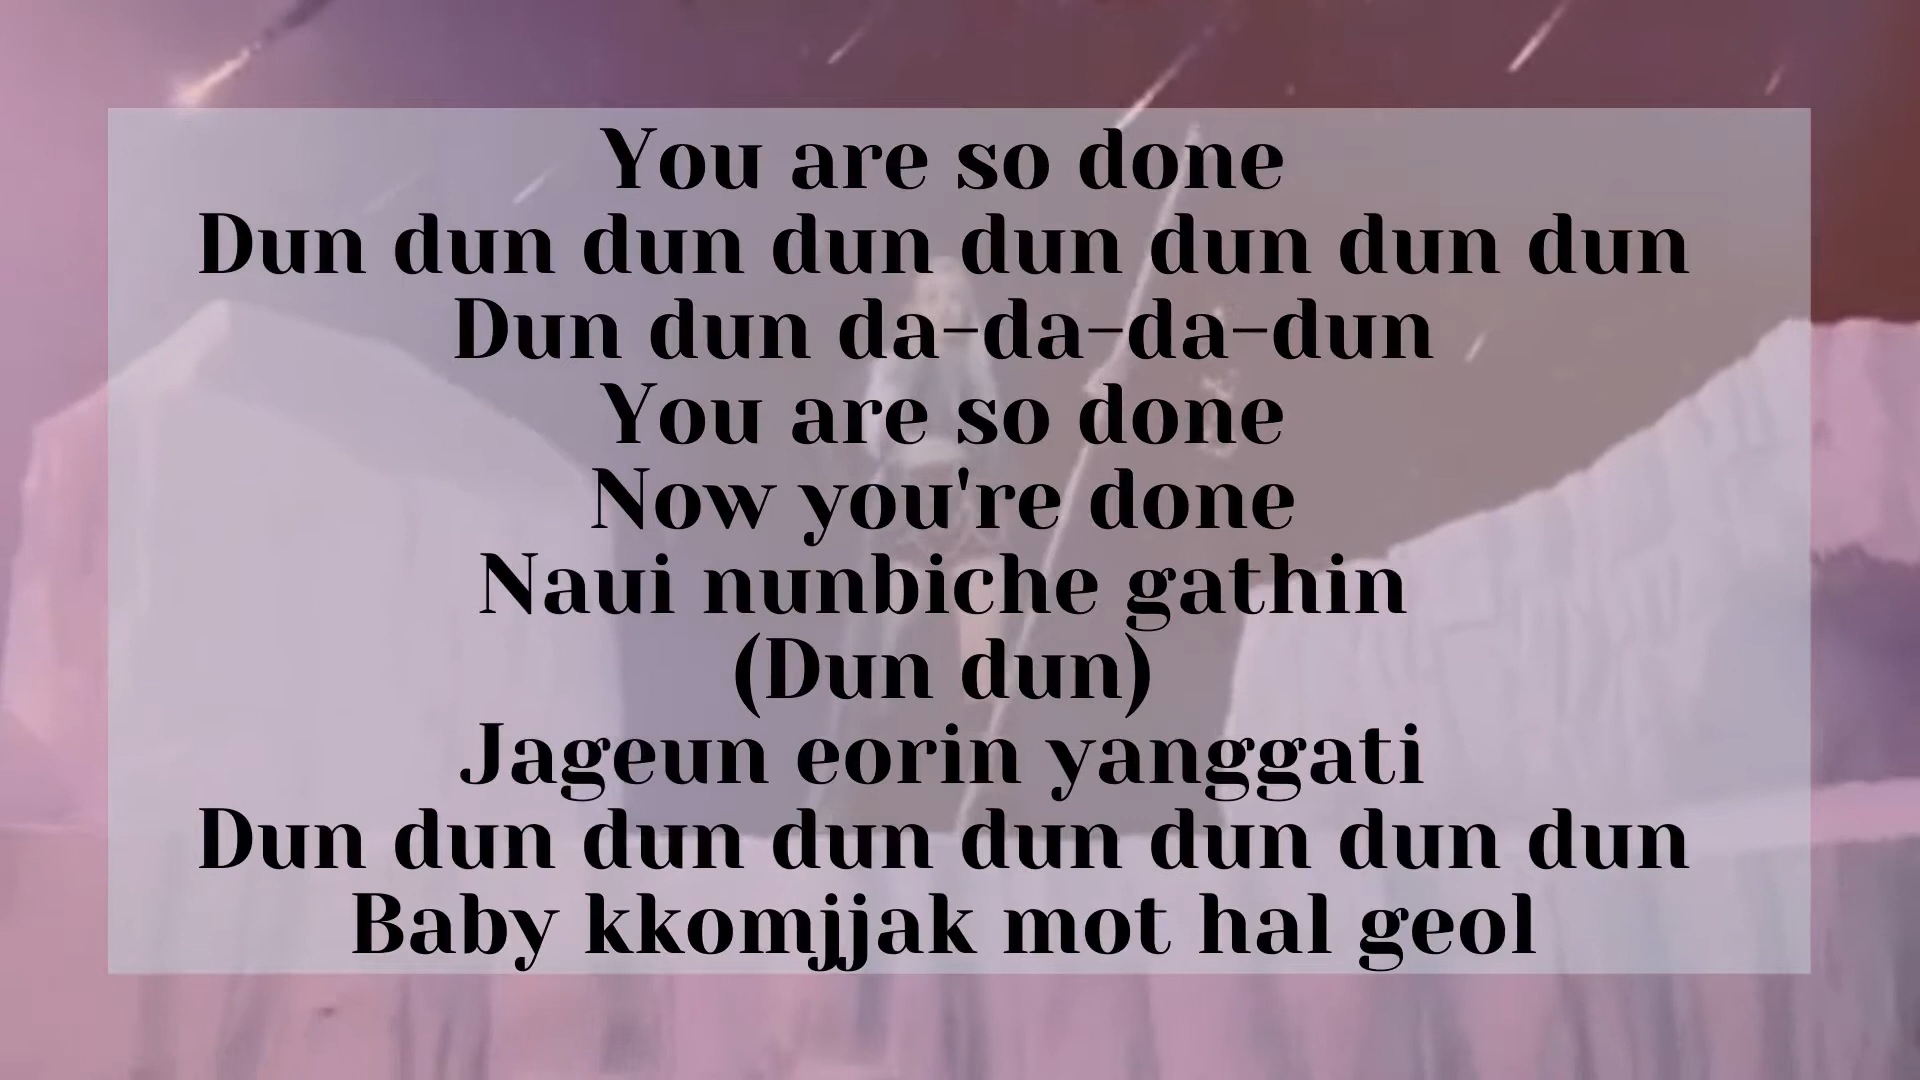 You are so done
Dun dun dun dun dun dun dun dun
Dun dun da-da-da-dun
You are so done
Now you're done
Naui nunbiche gathin
(Dun dun)
Jageun eorin yanggati
Dun dun dun dun dun dun dun dun
Baby kkomjjak mot hal geol